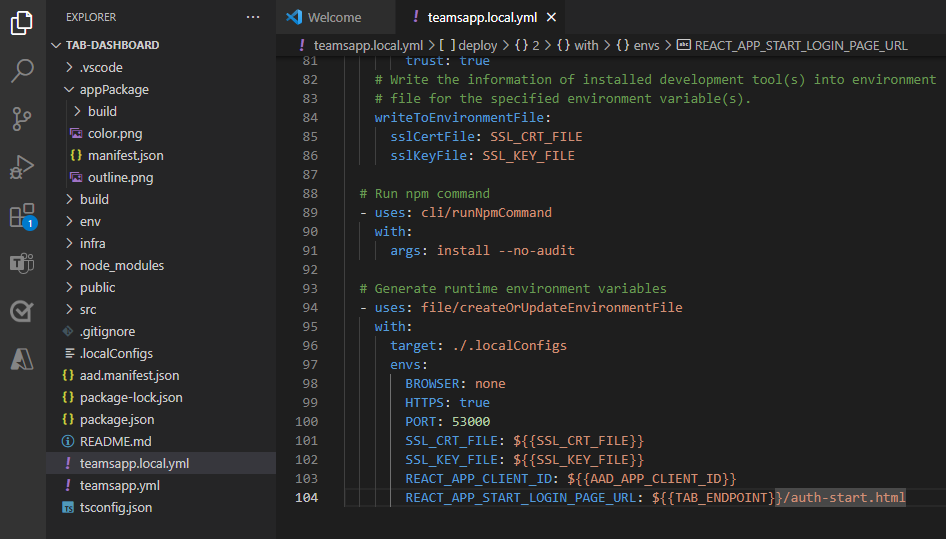 EXPLORER
TAB-DASHBOARD
.vscode
appPackage
build
color.png
{} manifest.json
outline.png
build
env
infra
node_modules
public
src
.gitignore
.localConfigs
{} aad.manifest.json
{} package-lock.json
{} package.json
README.md
! teamsapp.local.yml
! teamsapp.yml
TS tsconfig.json
1
T
Welcome
! teamsapp.local.yml
! teamsapp.local.yml > [ ] deploy > {} 2 > {} with > {} envs > abc REACT_APP_START_LOGIN_PAGE_URL
81 trust: true
82 # Write the information of installed development tool(s) into environment
83 # file for the specified environment variable(s).
84 writeToEnvironmentFile:
85 sslCertFile: SSL_CRT_FILE
86 sslKeyFile: SSL_KEY_FILE
87
88 # Run npm command
89 - uses: cli/runNpmCommand
90 with:
91 args: install --no-audit
92
93 # Generate runtime environment variables
94 - uses: file/createOrUpdateEnvironmentFile
95 with:
96 target: ./.localConfigs
97 envs:
98 BROWSER: none
99 HTTPS: true
100 PORT: 53000
101 SSL_CRT_FILE: ${{SSL_CRT_FILE}}
102 SSL_KEY_FILE: ${{SSL_KEY_FILE}}
103 REACT_APP_CLIENT_ID: ${{AAD_APP_CLIENT_ID}}
104 REACT_APP_START_LOGIN_PAGE_URL: ${{TAB_ENDPOINT}}/auth-start.html